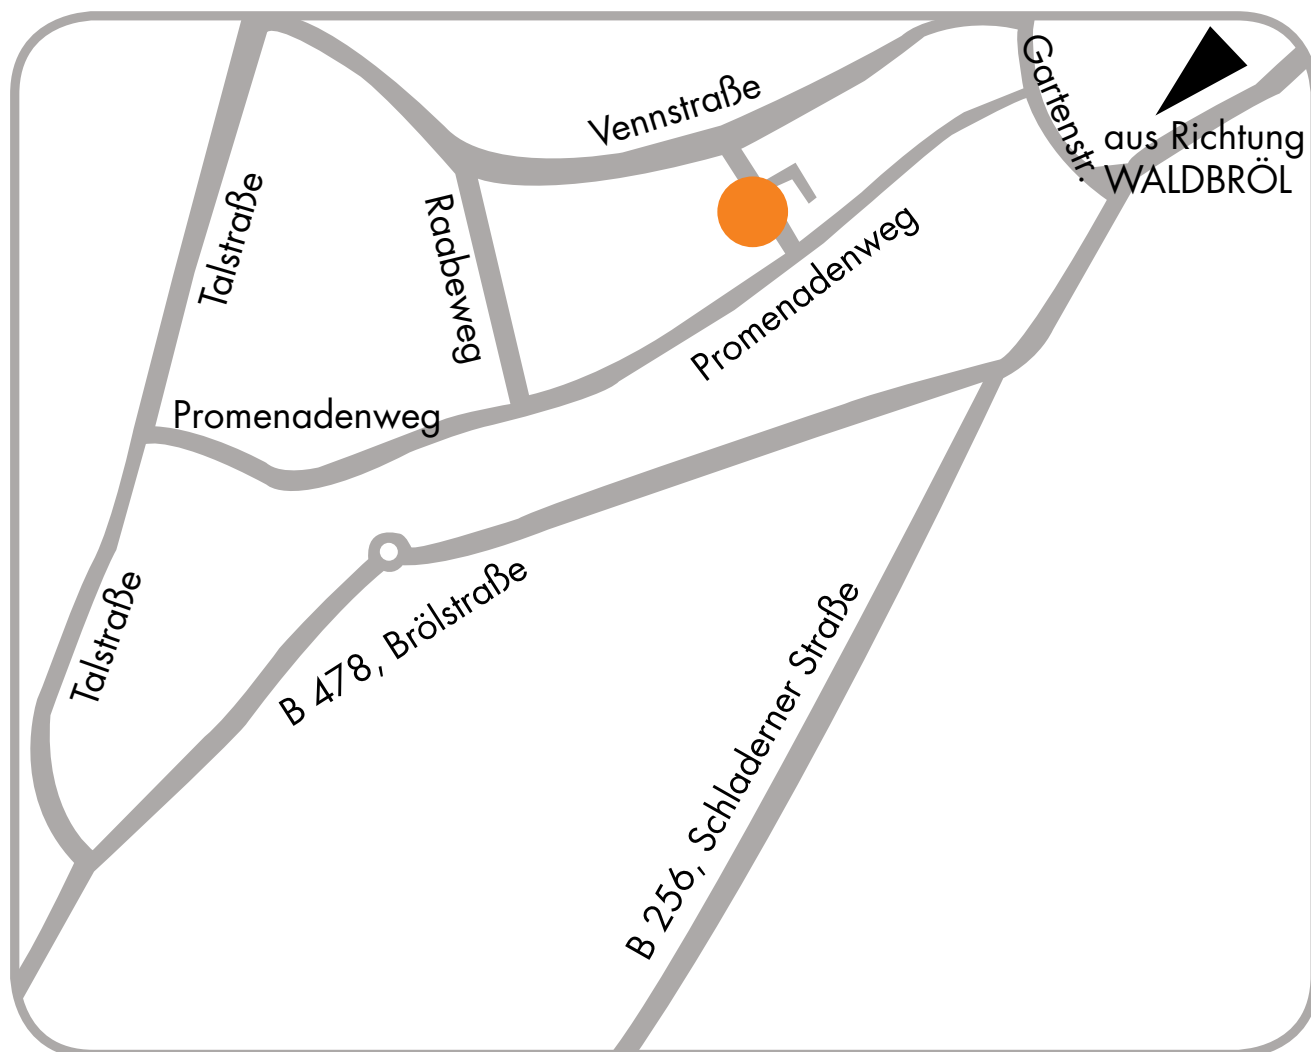 Gartenstr.
Vennstraße
aus Richtung
WALDBRÖL
Talstraße
Raabeweg
Promenadenweg
Promenadenweg
Talstraße
B 478, Brölstraße
B 256, Schladerner Straße